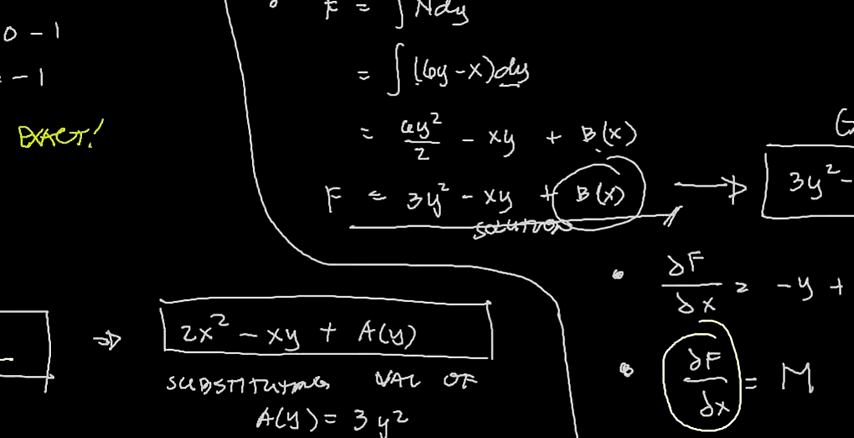 0 - 1
= -1
EXACT!
F = ∫ Ndy
= ∫ (6y - x) dy
= 6y²/2 - xy + B(x)
F = 3y² - xy + B(x)
SOLUTION
→ 3y² -
∂F/∂x = -y +
∂F/∂x = M
⇒ 2x² - xy + A(y)
SUBSTITUTING VAL OF
A(y) = 3y²